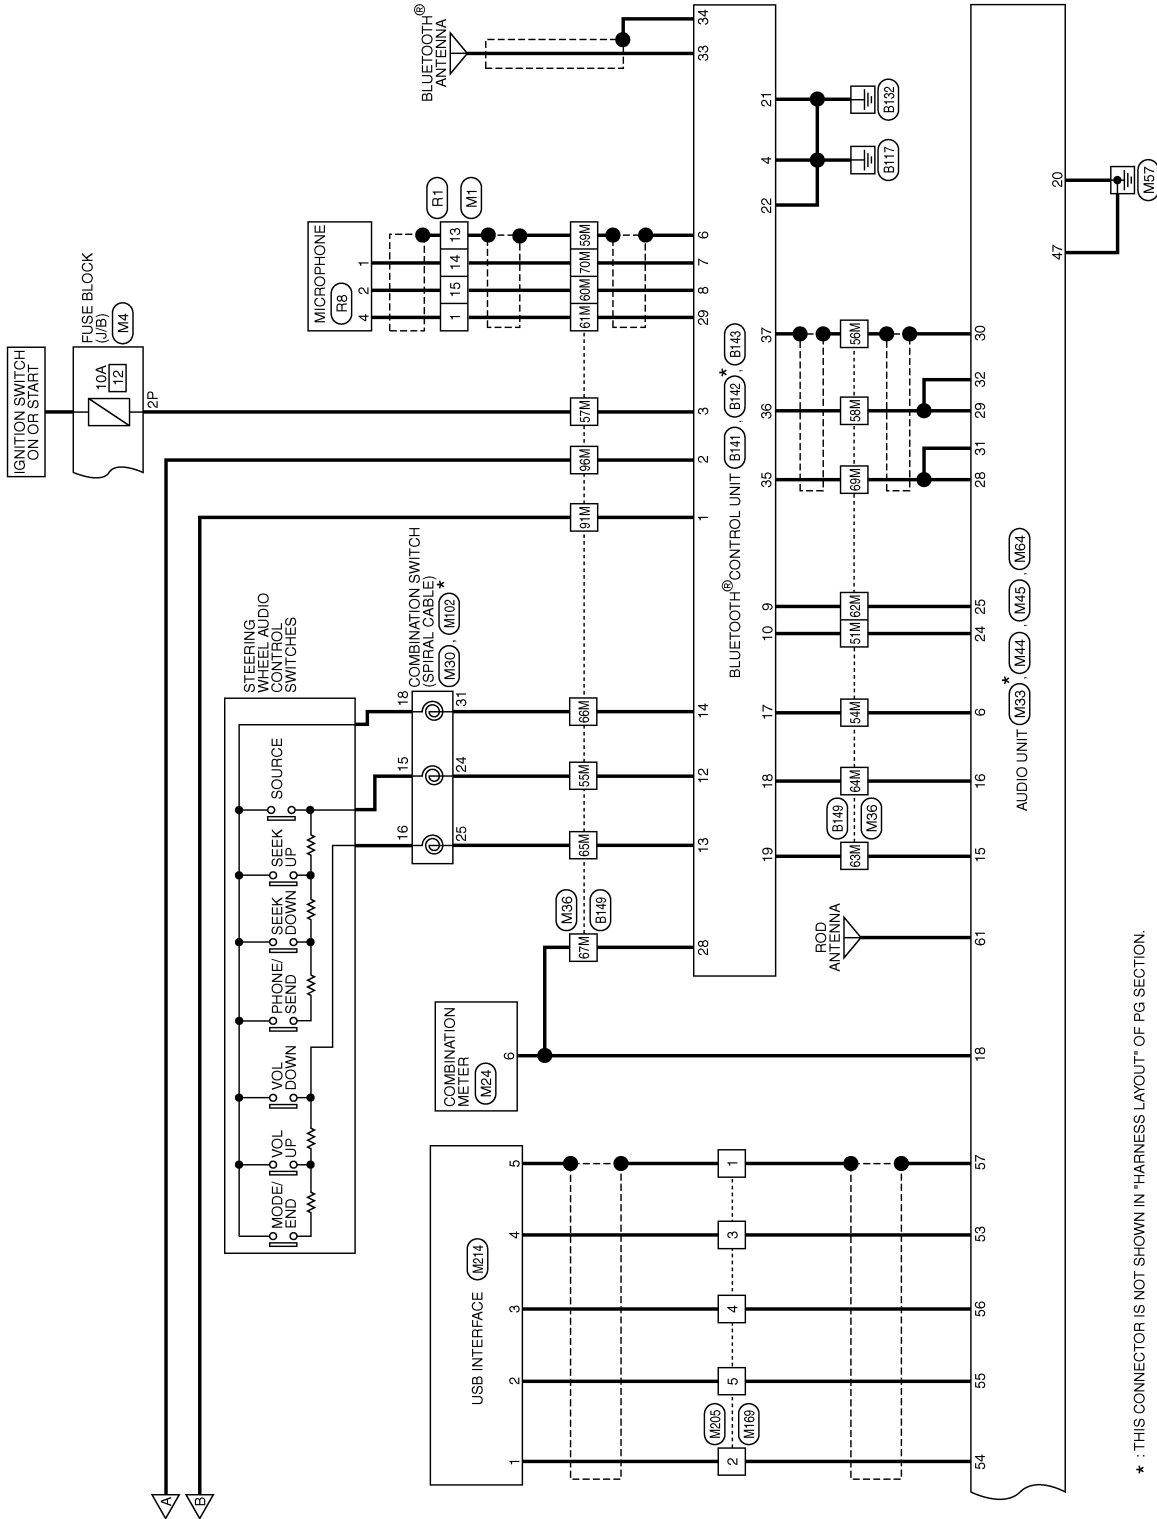 IGNITION SWITCH
ON OR START
FUSE BLOCK
(J/B)
M4
10A
12
2P
A
B
STEERING
WHEEL AUDIO
CONTROL
SWITCHES
MODE/
END
VOL
UP
VOL
DOWN
PHONE/
SEND
SEEK
DOWN
SEEK
UP
SOURCE
16
15
18
COMBINATION SWITCH
(SPIRAL CABLE)
M30 , M102 *
25
24
31
MICROPHONE
R8
4
2
1
1
15
14
13
R1
M1
BLUETOOTH®
ANTENNA
USB INTERFACE
M214
1
2
3
4
5
COMBINATION
METER
M24
6
M36
B149
67M
65M
55M
66M
91M
96M
57M
61M
60M
70M
59M
28
13
12
14
1
2
3
29
8
7
6
33
34
BLUETOOTH® CONTROL UNIT
B141 , B142 * , B143
19
18
17
10
9
35
36
37
22
4
21
B117
B132
M205
M169
2
5
4
3
1
ROD
ANTENNA
B149
M36
63M
64M
54M
51M
62M
69M
58M
56M
54
55
56
53
57
18
61
15
16
6
24
25
28
31
29
32
30
47
20
AUDIO UNIT
M33 * , M44 , M45 , M64
M57
* : THIS CONNECTOR IS NOT SHOWN IN "HARNESS LAYOUT" OF PG SECTION.